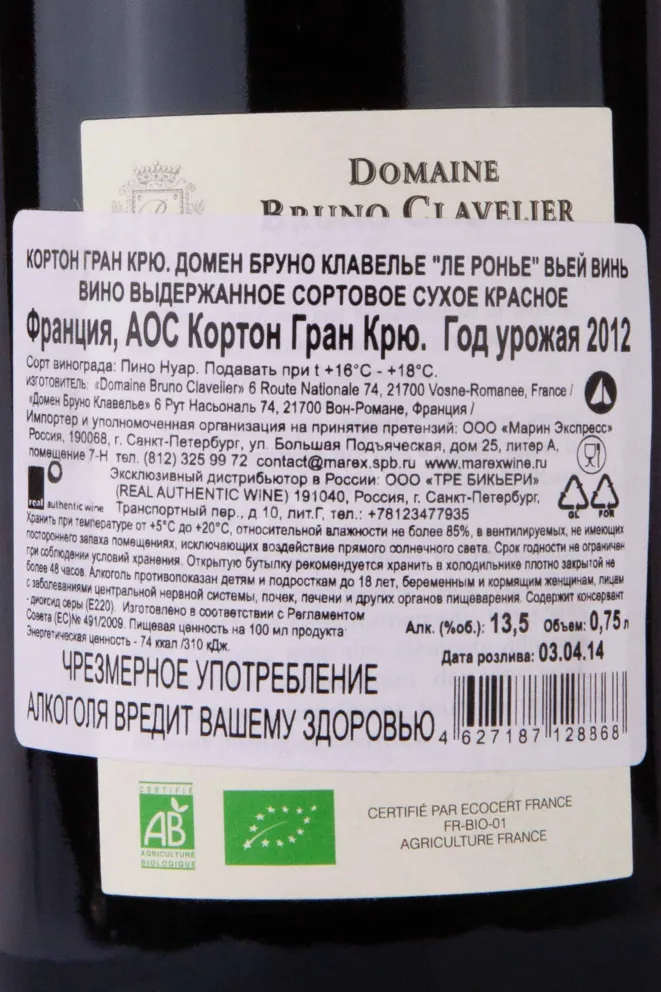 DOMAINE
BRUNO CLAVELIER
КОРТОН ГРАН КРЮ. ДОМЕН БРУНО КЛАВЕЛЬЕ "ЛЕ РОНЬЕ" ВЬЕЙ ВИНЬ
ВИНО ВЫДЕРЖАННОЕ СОРТОВОЕ СУХОЕ КРАСНОЕ
Франция, АОС Кортон Гран Крю. Год урожая 2012
Сорт винограда: Пино Нуар. Подавать при t +16°С - +18°С.
ИЗГОТОВИТЕЛЬ: «Domaine Bruno Clavelier» 6 Route Nationale 74, 21700 Vosne-Romanee, France /
«Домен Бруно Клавелье» 6 Рут Насьональ 74, 21700 Вон-Романе, Франция /
Импортер и уполномоченная организация на принятие претензий: ООО «Марин Экспресс»
Россия, 190068, г. Санкт-Петербург, ул. Большая Подъяческая, дом 25, литер А,
помещение 7-Н тел. (812) 325 99 72 contact@marex.spb.ru www.marexwine.ru
Эксклюзивный дистрибьютор в России: ООО «ТРЕ БИКЬЕРИ»
(REAL AUTHENTIC WINE) 191040, Россия, г. Санкт-Петербург,
Транспортный пер., д 10, лит.Г, тел.: +78123477935
real authentic wine
GL FOR
Хранить при температуре от +5°С до +20°С, относительной влажности не более 85%, в вентилируемых, не имеющих
постороннего запаха помещениях, исключающих воздействие прямого солнечного света. Срок годности не ограничен
при соблюдении условий хранения. Открытую бутылку рекомендуется хранить в холодильнике плотно закрытой не
более 48 часов. Алкоголь противопоказан детям и подросткам до 18 лет, беременным и кормящим женщинам, лицам
с заболеваниями центральной нервной системы, почек, печени и других органов пищеварения. Содержит консервант
- диоксид серы (Е220). Изготовлено в соответствии с Регламентом
Совета (ЕС)№ 491/2009. Пищевая ценность на 100 мл продукта:
Энергетическая ценность - 74 ккал /310 кДж.
Алк. (%об.): 13,5 Объем: 0,75 л
Дата розлива: 03.04.14
ЧРЕЗМЕРНОЕ УПОТРЕБЛЕНИЕ
АЛКОГОЛЯ ВРЕДИТ ВАШЕМУ ЗДОРОВЬЮ
4 627187 128868
CERTIFIÉ
AB
AGRICULTURE
BIOLOGIQUE
CERTIFIÉ PAR ECOCERT FRANCE
FR-BIO-01
AGRICULTURE FRANCE